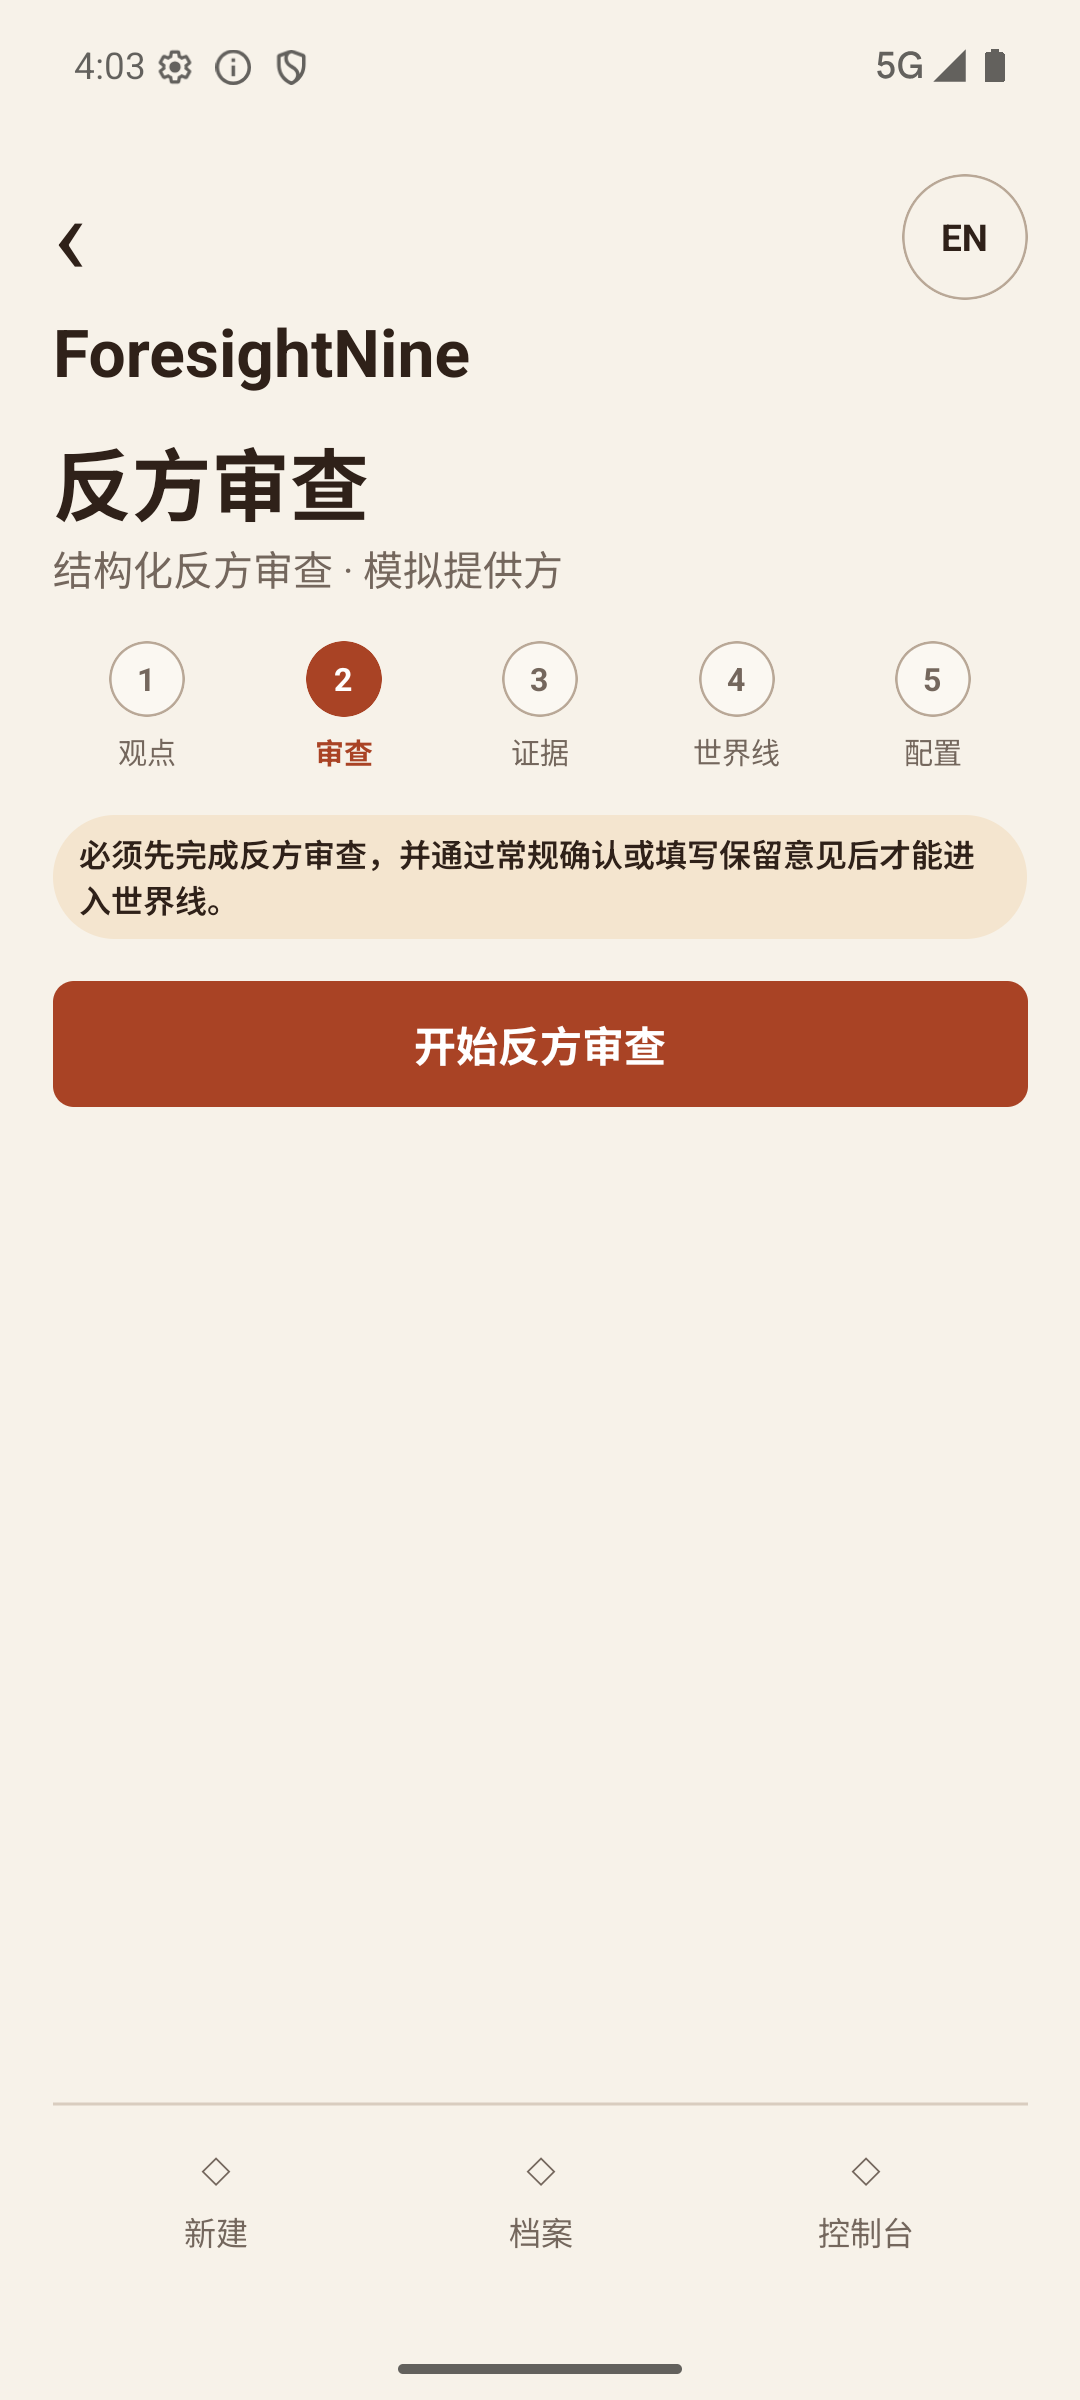 4:03
5G
EN
ForesightNine
反方审查
结构化反方审查 · 模拟提供方
1
2
3
4
5
观点
审查
证据
世界线
配置
必须先完成反方审查，并通过常规确认或填写保留意见后才能进
入世界线。
开始反方审查
新建
档案
控制台